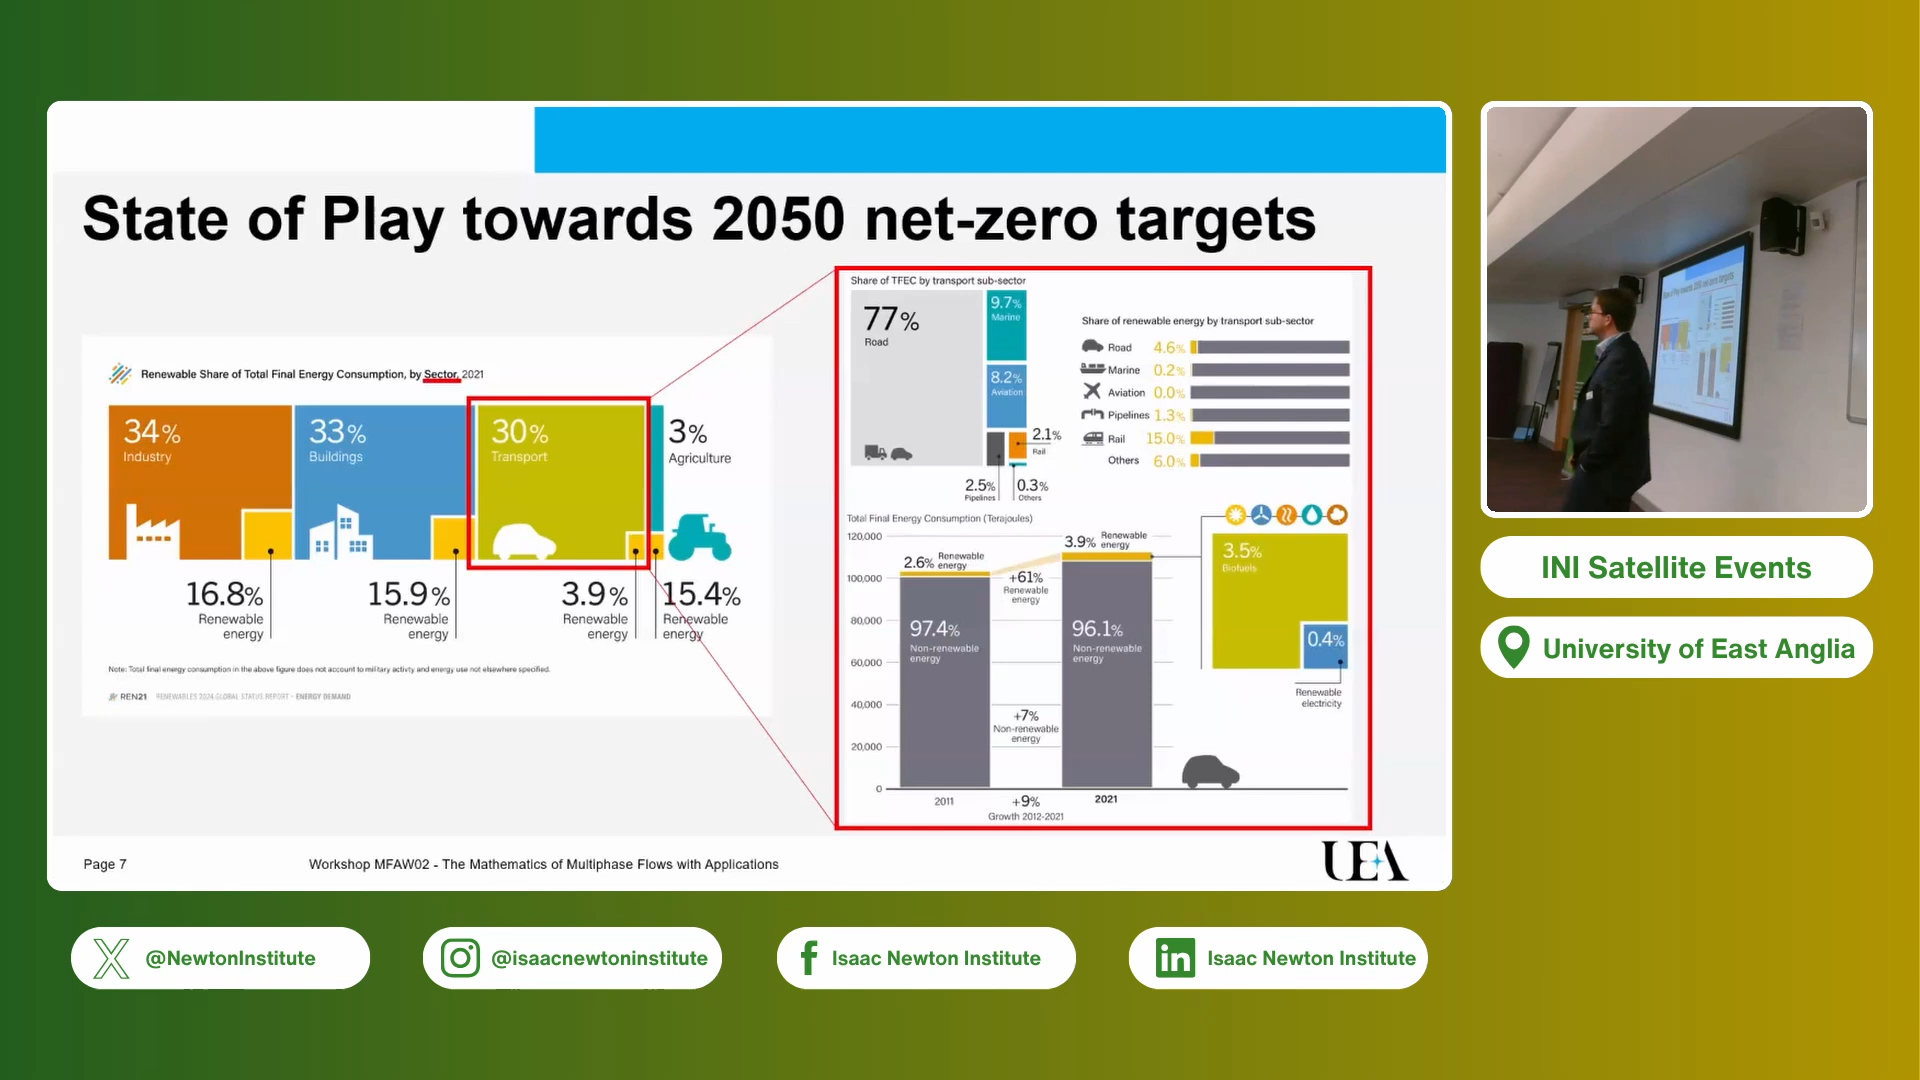 State of Play towards 2050 net-zero targets
Renewable Share of Total Final Energy Consumption, by Sector, 2021
34%
Industry
33%
Buildings
30%
Transport
3%
Agriculture
16.8%
Renewable
energy
15.9%
Renewable
energy
3.9%
Renewable
energy
15.4%
Renewable
energy
Note: Total final energy consumption in the above figure does not account to military activity and energy use not elsewhere specified.
REN21 RENEWABLES 2024 GLOBAL STATUS REPORT - ENERGY DEMAND
Share of TFEC by transport sub-sector
77%
Road
9.7%
Marine
8.2%
Aviation
2.1%
Rail
2.5%
Pipelines
0.3%
Others
Share of renewable energy by transport sub-sector
Road 4.6%
Marine 0.2%
Aviation 0.0%
Pipelines 1.3%
Rail 15.0%
Others 6.0%
Total Final Energy Consumption (Terajoules)
120,000
100,000
80,000
60,000
40,000
20,000
0
2.6% Renewable
energy
97.4%
Non-renewable
energy
2011
+61%
Renewable
energy
+7%
Non-renewable
energy
+9%
Growth 2012-2021
3.9% Renewable
energy
96.1%
Non-renewable
energy
2021
3.5%
Biofuels
0.4%
Renewable
electricity
Page 7
Workshop MFAW02 - The Mathematics of Multiphase Flows with Applications
UEA
State of Play towards 2050 net-zero targets
INI Satellite Events
University of East Anglia
@NewtonInstitute
@isaacnewtoninstitute
Isaac Newton Institute
Isaac Newton Institute